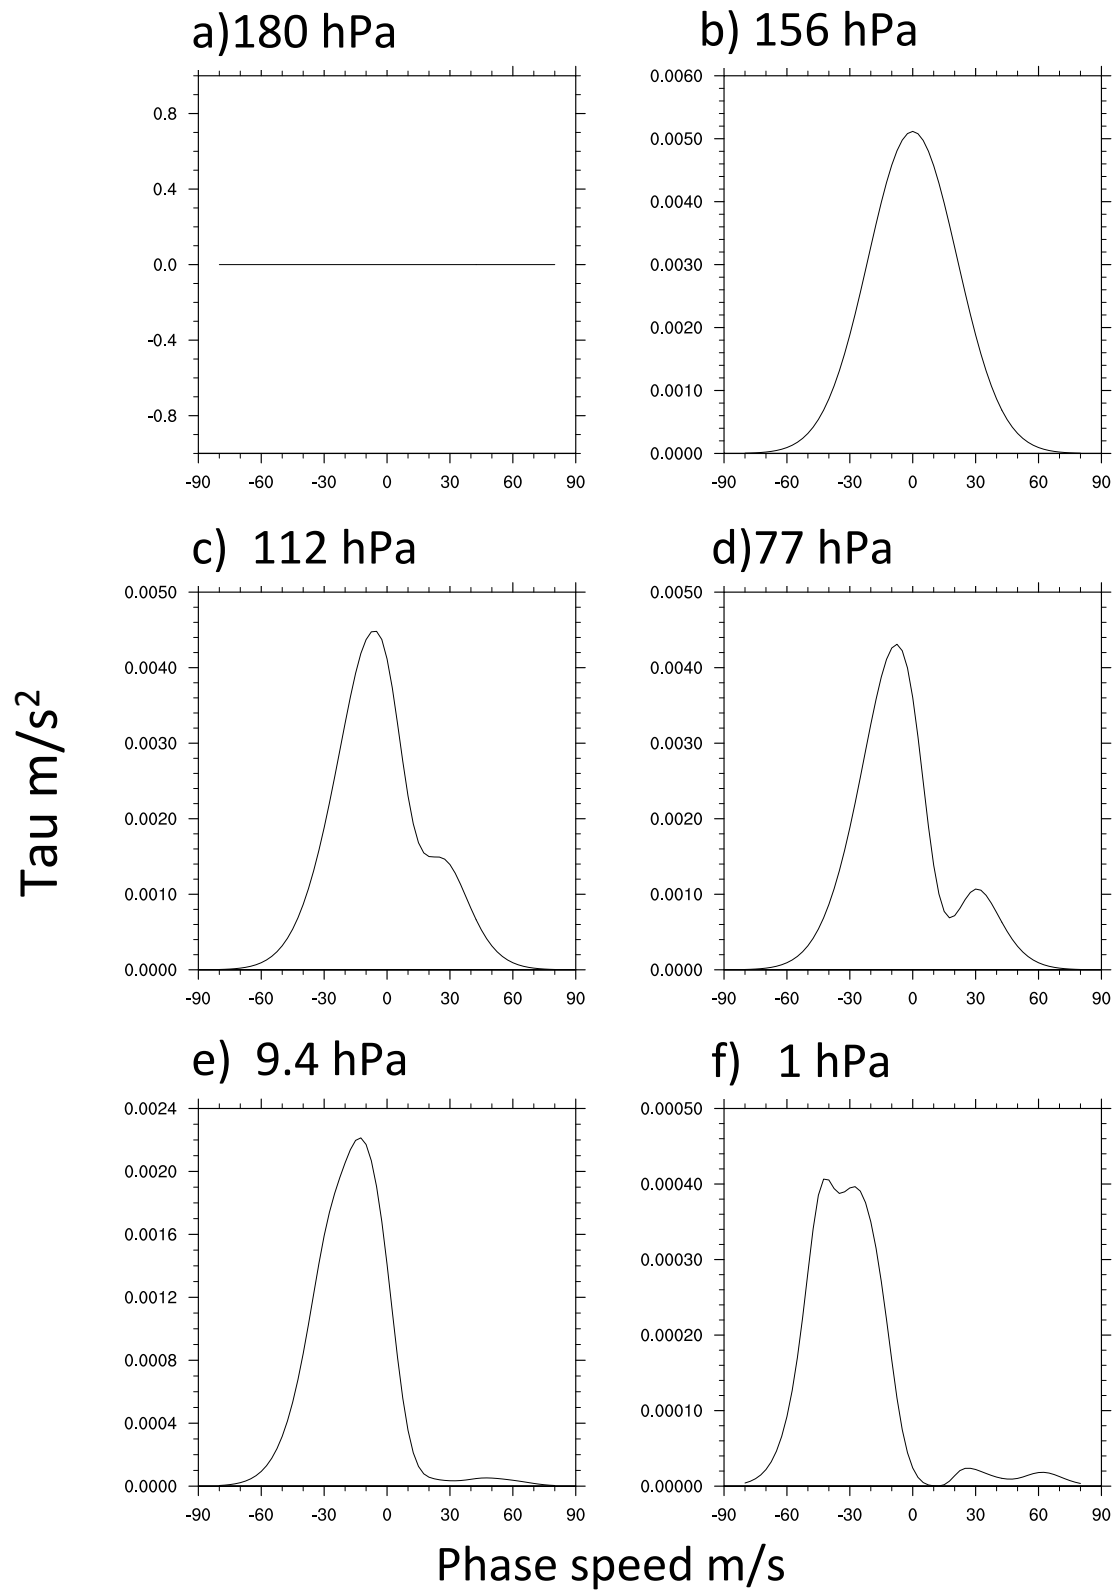 a)180 hPa
b) 156 hPa
0.8
0.4
0.0
-0.4
-0.8
-90 -60 -30 0 30 60 90
0.0060
0.0050
0.0040
0.0030
0.0020
0.0010
0.0000
-90 -60 -30 0 30 60 90
c) 112 hPa
d)77 hPa
0.0050
0.0040
0.0030
0.0020
0.0010
0.0000
-90 -60 -30 0 30 60 90
0.0050
0.0040
0.0030
0.0020
0.0010
0.0000
-90 -60 -30 0 30 60 90
Tau m/s²
e) 9.4 hPa
f) 1 hPa
0.0024
0.0020
0.0016
0.0012
0.0008
0.0004
0.0000
-90 -60 -30 0 30 60 90
0.00050
0.00040
0.00030
0.00020
0.00010
0.00000
-90 -60 -30 0 30 60 90
Phase speed m/s